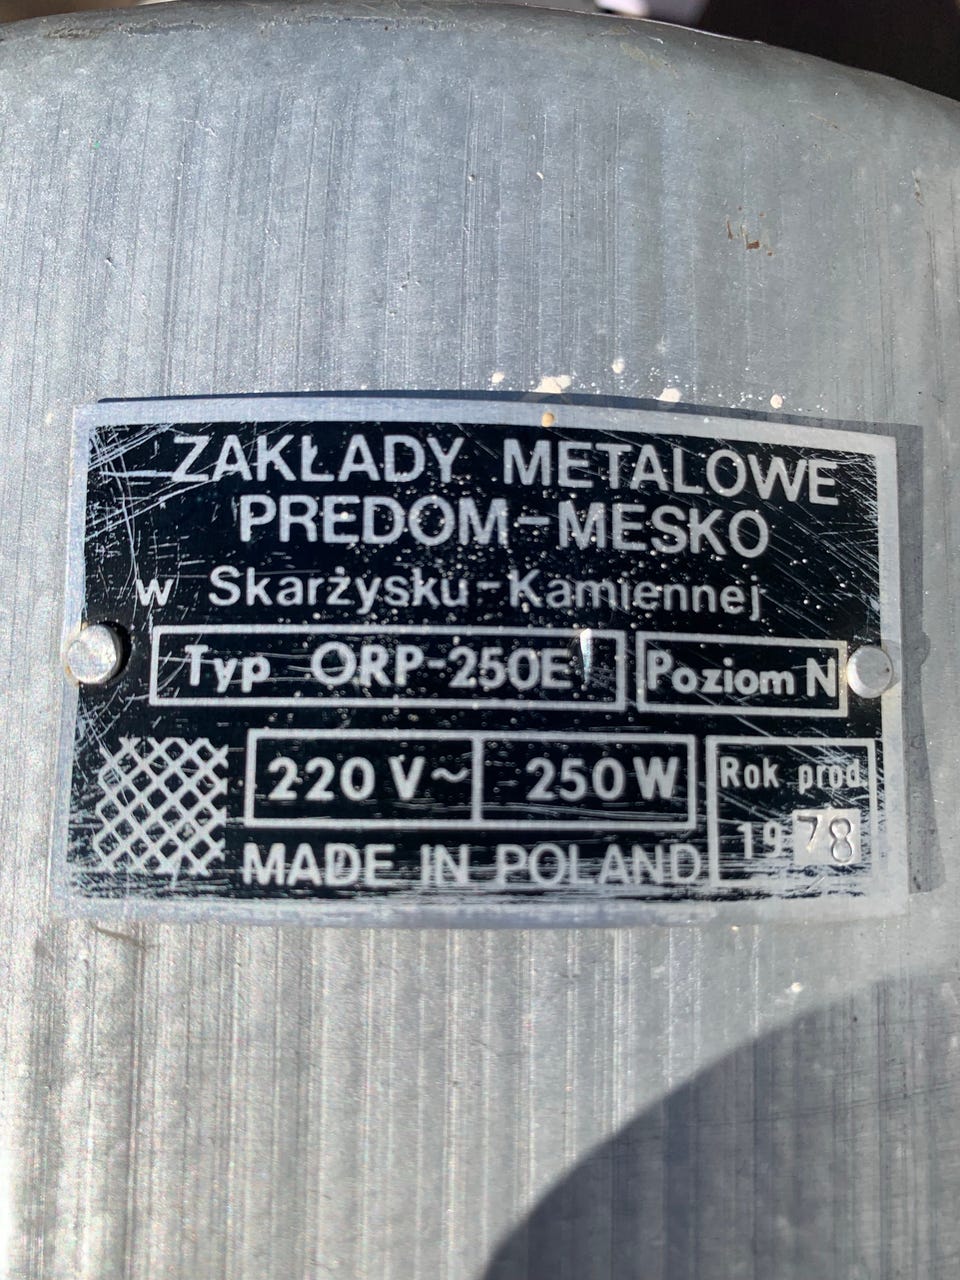 ZAKŁADY METALOWE
PREDOM-MESKO
w Skarżysku-Kamiennej
Typ ORP-250E Poziom N
220 V~ 250 W Rok prod
1978
MADE IN POLAND